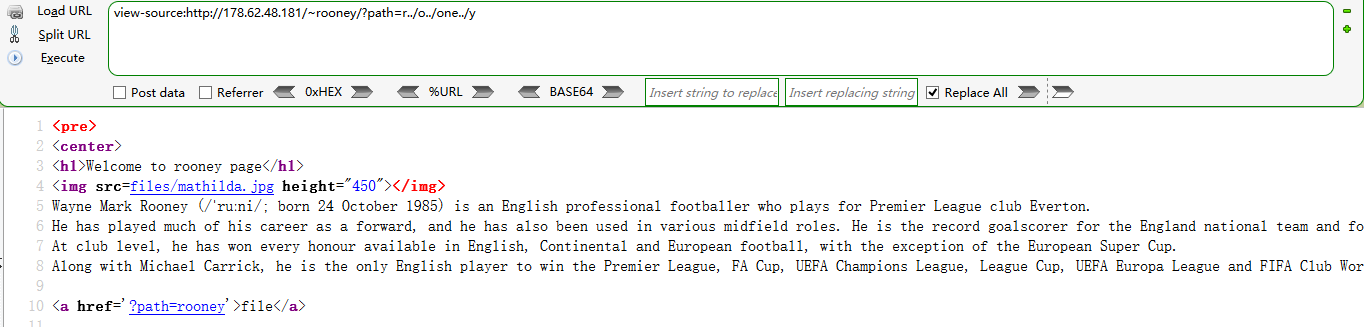 Load URL
view-source:http://178.62.48.181/~rooney/?path=r../o../one../y
Split URL
Execute
Post data Referrer 0xHEX %URL BASE64 Insert string to replace Insert replacing string Replace All
1 <pre>
2 <center>
3 <h1>Welcome to rooney page</h1>
4 <img src=files/mathilda.jpg height="450"></img>
5 Wayne Mark Rooney (/'ru:ni/; born 24 October 1985) is an English professional footballer who plays for Premier League club Everton.
6 He has played much of his career as a forward, and he has also been used in various midfield roles. He is the record goalscorer for the England national team and fo
7 At club level, he has won every honour available in English, Continental and European football, with the exception of the European Super Cup.
8 Along with Michael Carrick, he is the only English player to win the Premier League, FA Cup, UEFA Champions League, League Cup, UEFA Europa League and FIFA Club Wor
9
10 <a href='?path=rooney'>file</a>
11